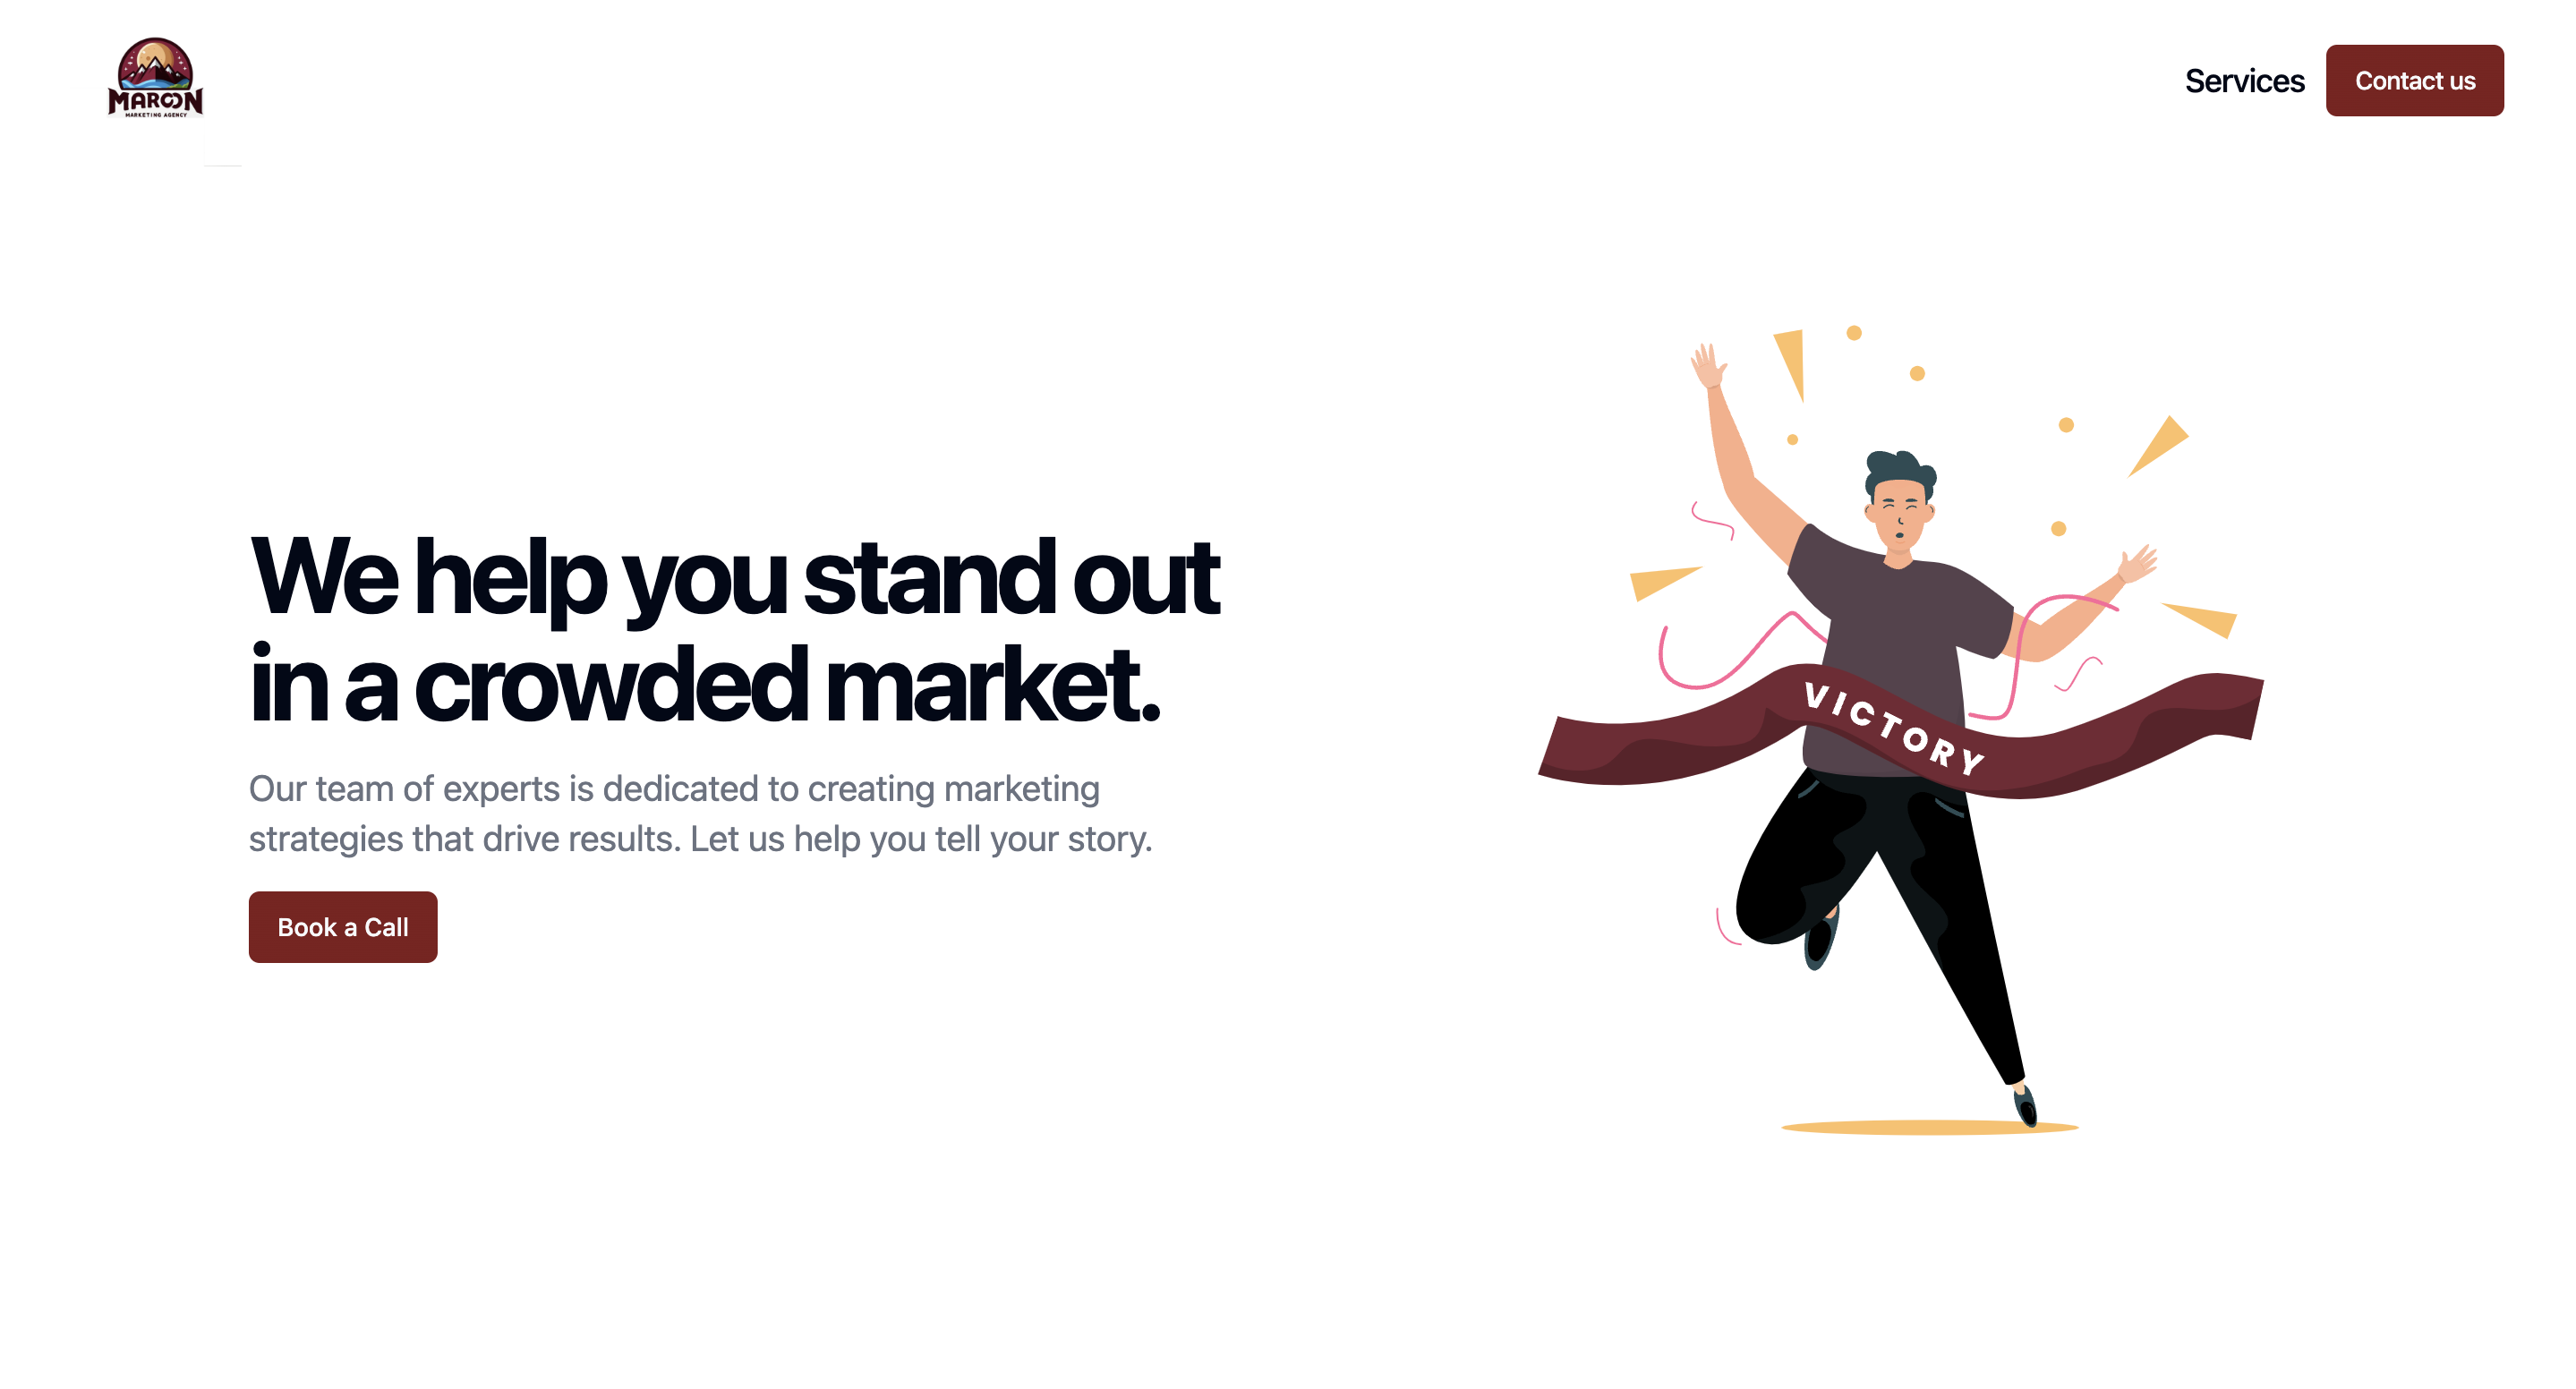 MAROON
MARKETING AGENCY
Services
Contact us
We help you stand out
in a crowded market.
Our team of experts is dedicated to creating marketing
strategies that drive results. Let us help you tell your story.
Book a Call
VICTORY